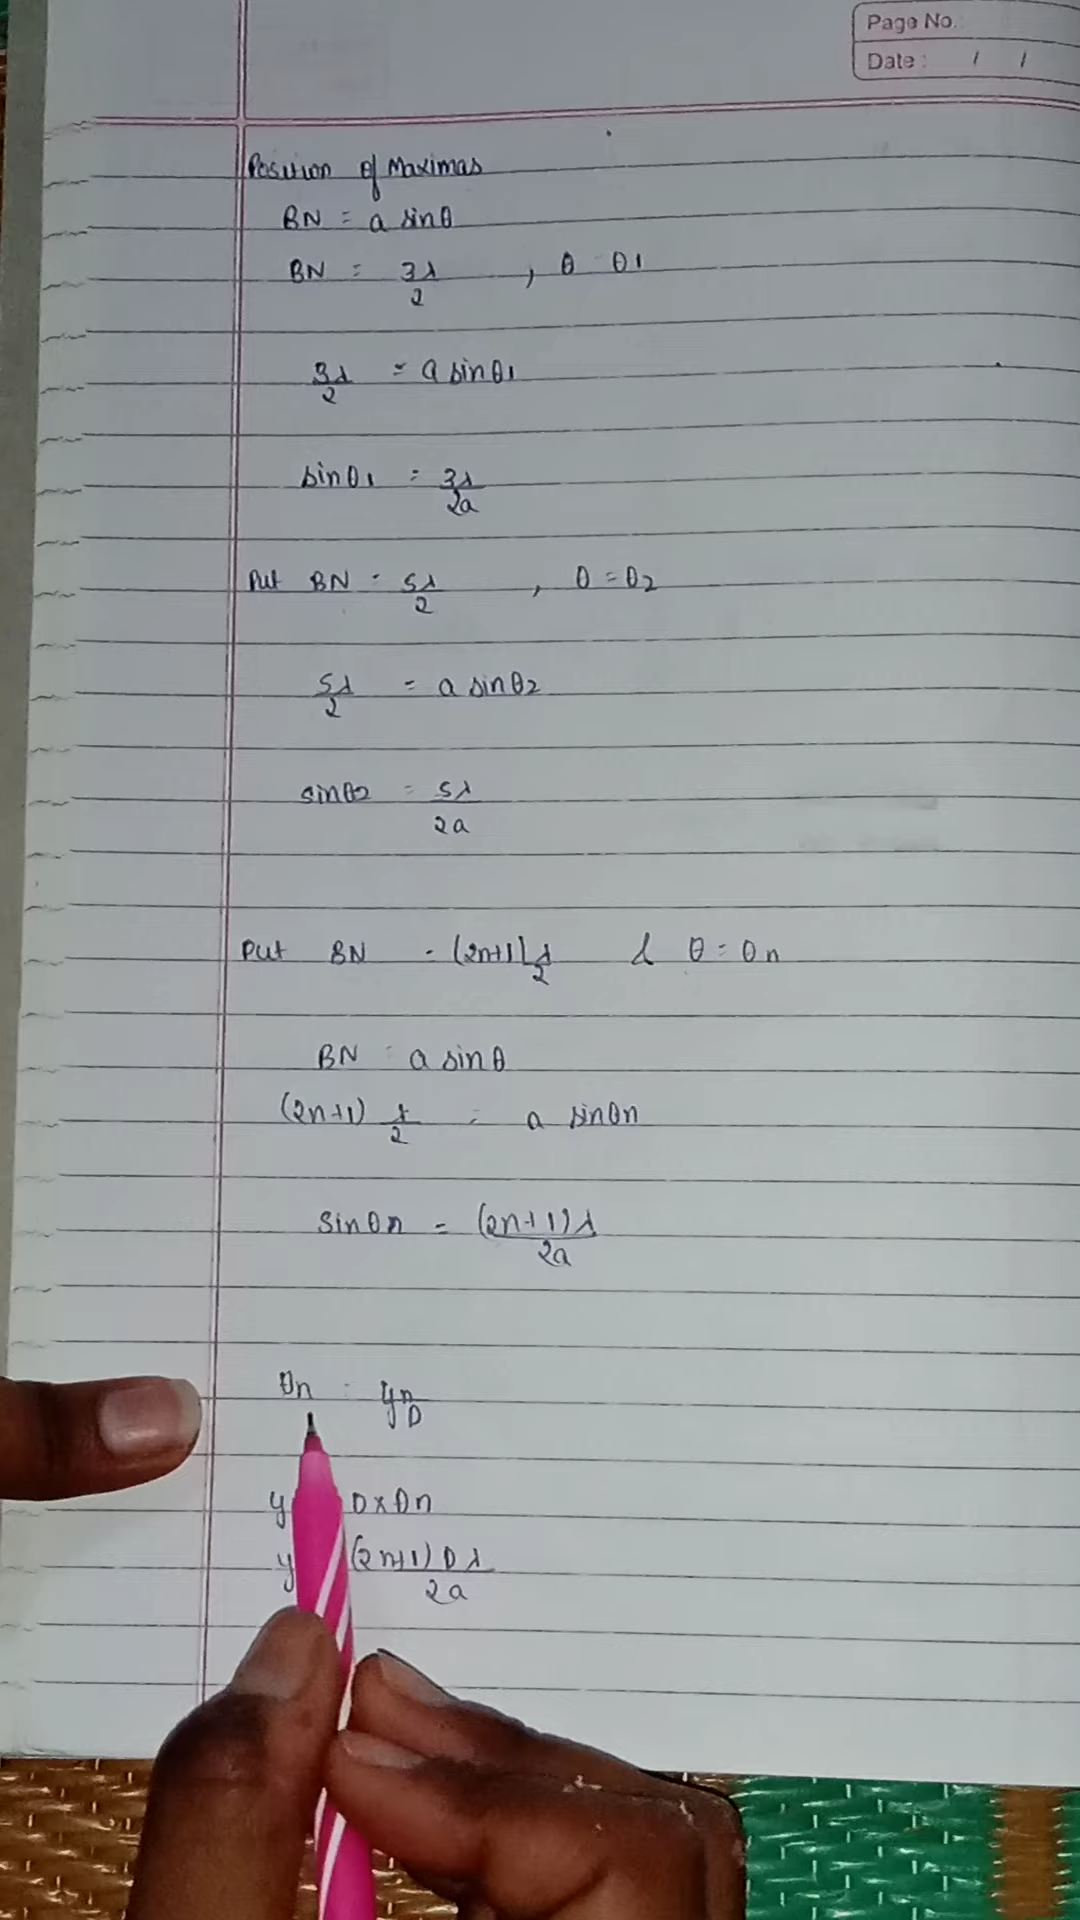 Page No.
Date : / /
Position of Maximas
BN = a sinθ
BN = 3λ/2 , θ = θ1
3λ/2 = a sinθ1
sinθ1 = 3λ/2a
Put BN = 5λ/2 , θ = θ2
5λ/2 = a sinθ2
sinθ2 = 5λ/2a
Put BN = (2n+1)λ/2 & θ = θn
BN = a sinθ
(2n+1) λ/2 = a sinθn
sinθn = (2n+1)λ/2a
θn = yn/D
y D×θn
y (2n+1)Dλ/2a